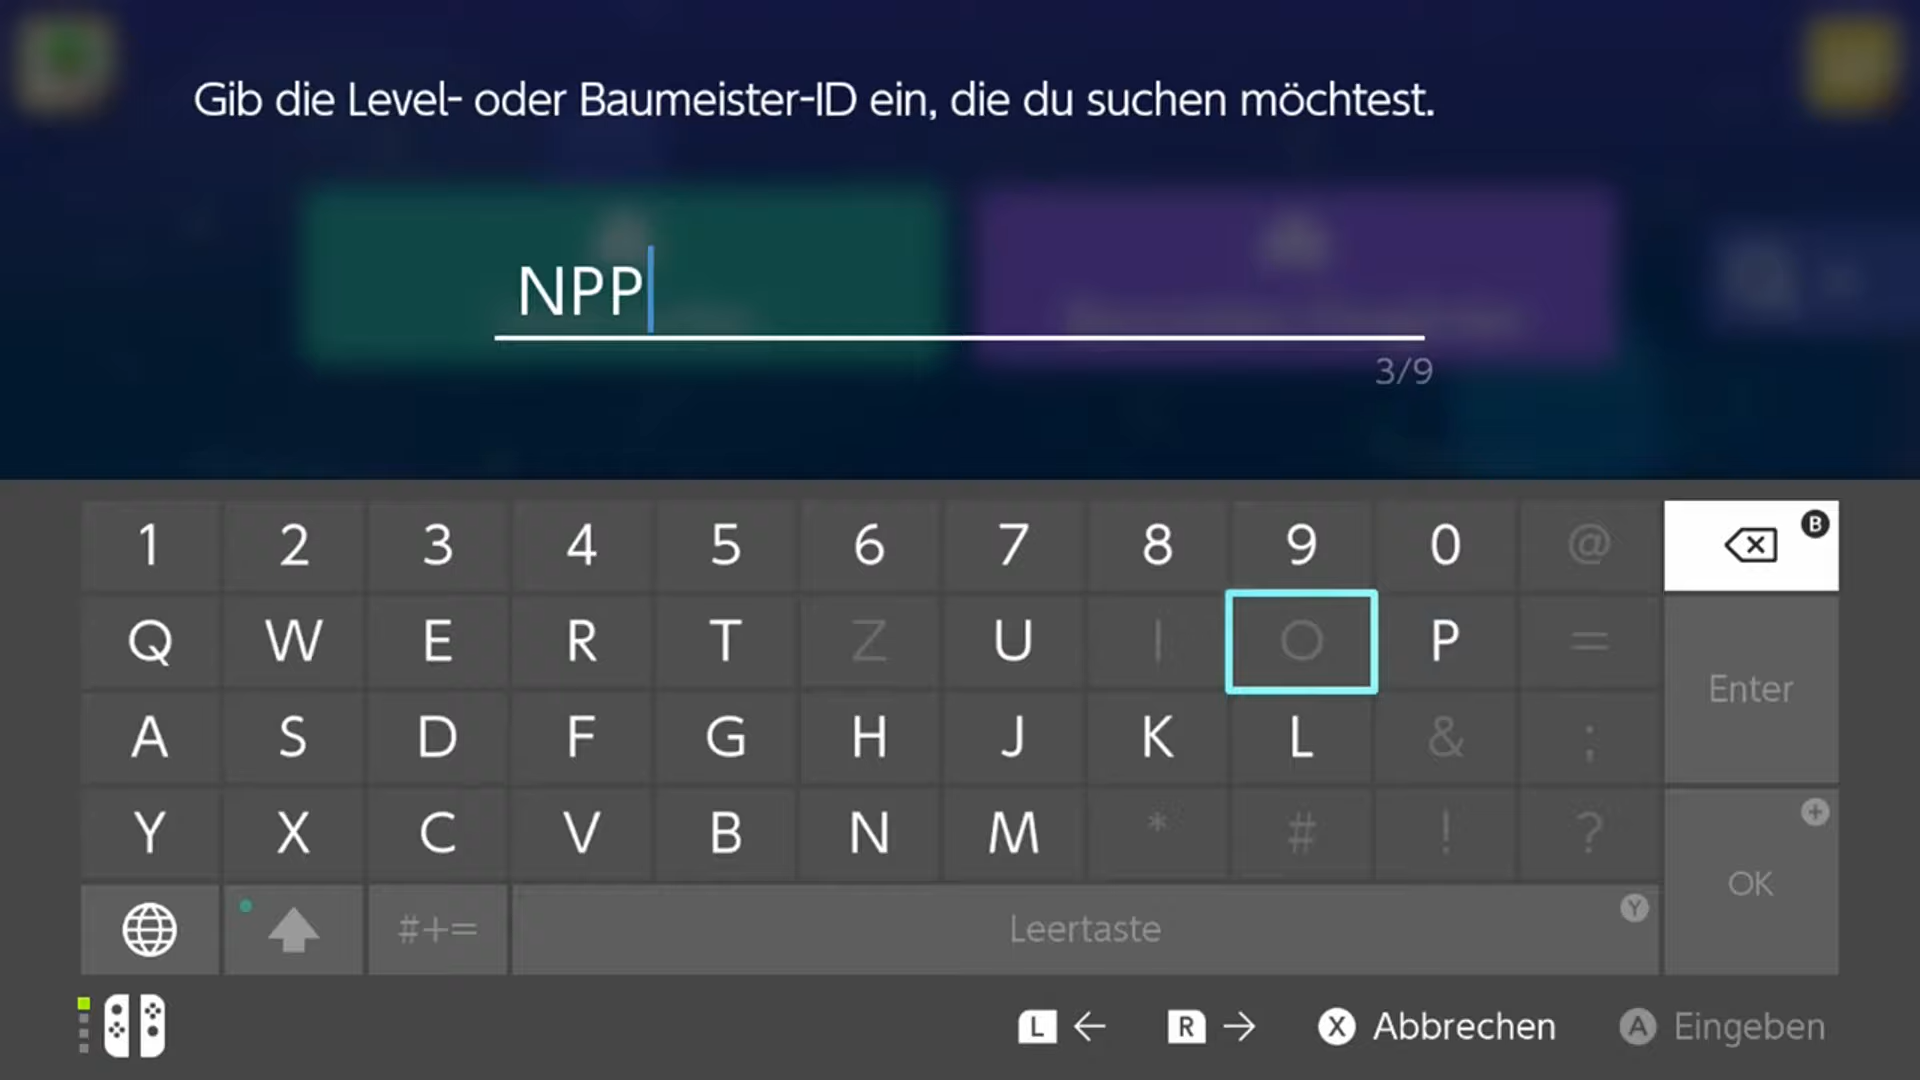 Gib die Level- oder Baumeister-ID ein, die du suchen möchtest.
NPP
3/9
1 2 3 4 5 6 7 8 9 0 @ B
Q W E R T Z U I O P = Enter
A S D F G H J K L & ;
Y X C V B N M * # ! ? + OK
#+= Leertaste Y
L ← R → X Abbrechen A Eingeben